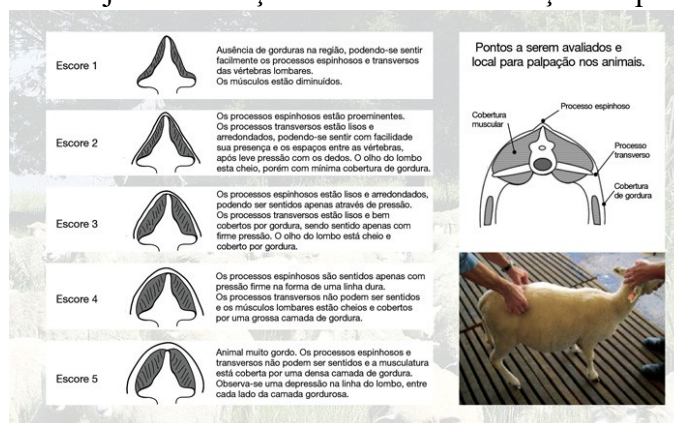 Escore 1
Ausência de gorduras na região, podendo-se sentir
facilmente os processos espinhosos e transversos
das vértebras lombares.
Os músculos estão diminuídos.
Escore 2
Os processos espinhosos estão proeminentes.
Os processos transversos estão lisos e
arredondados, podendo-se sentir com facilidade
sua presença e os espaços entre as vértebras,
após leve pressão com os dedos. O olho do lombo
esta cheio, porém com mínima cobertura de gordura.
Escore 3
Os processos espinhosos estão lisos e arredondados,
podendo ser sentidos apenas através de pressão.
Os processos transversos estão lisos e bem
cobertos por gordura, sendo sentido apenas com
firme pressão. O olho do lombo está cheio e
coberto por gordura.
Escore 4
Os processos espinhosos são sentidos apenas com
pressão firme na forma de uma linha dura.
Os processos transversos não podem ser sentidos
e os músculos lombares estão cheios e cobertos
por uma grossa camada de gordura.
Escore 5
Animal muito gordo. Os processos espinhosos e
transversos não podem ser sentidos e a musculatura
está coberta por uma densa camada de gordura.
Observa-se uma depressão na linha do lombo, entre
cada lado da camada gordurosa.
Pontos a serem avaliados e
local para palpação nos animais.
Processo espinhoso
Cobertura
muscular
Processo
transverso
Cobertura
de gordura